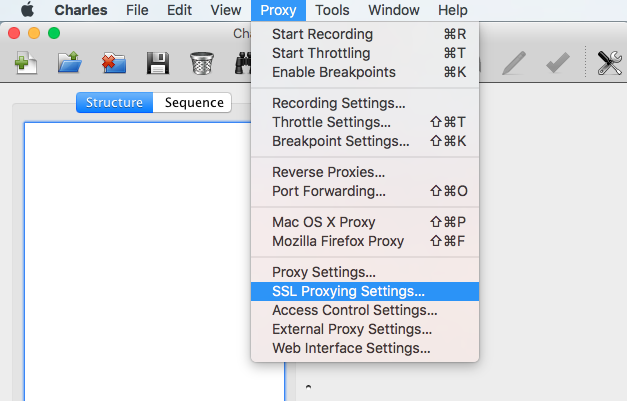 Charles File Edit View Proxy Tools Window Help
Cha
Structure Sequence
Start Recording ⌘R
Start Throttling ⌘T
Enable Breakpoints ⌘K
Recording Settings...
Throttle Settings... ⇧⌘T
Breakpoint Settings... ⇧⌘K
Reverse Proxies...
Port Forwarding... ⇧⌘O
Mac OS X Proxy ⇧⌘P
Mozilla Firefox Proxy ⇧⌘F
Proxy Settings...
SSL Proxying Settings...
Access Control Settings...
External Proxy Settings...
Web Interface Settings...